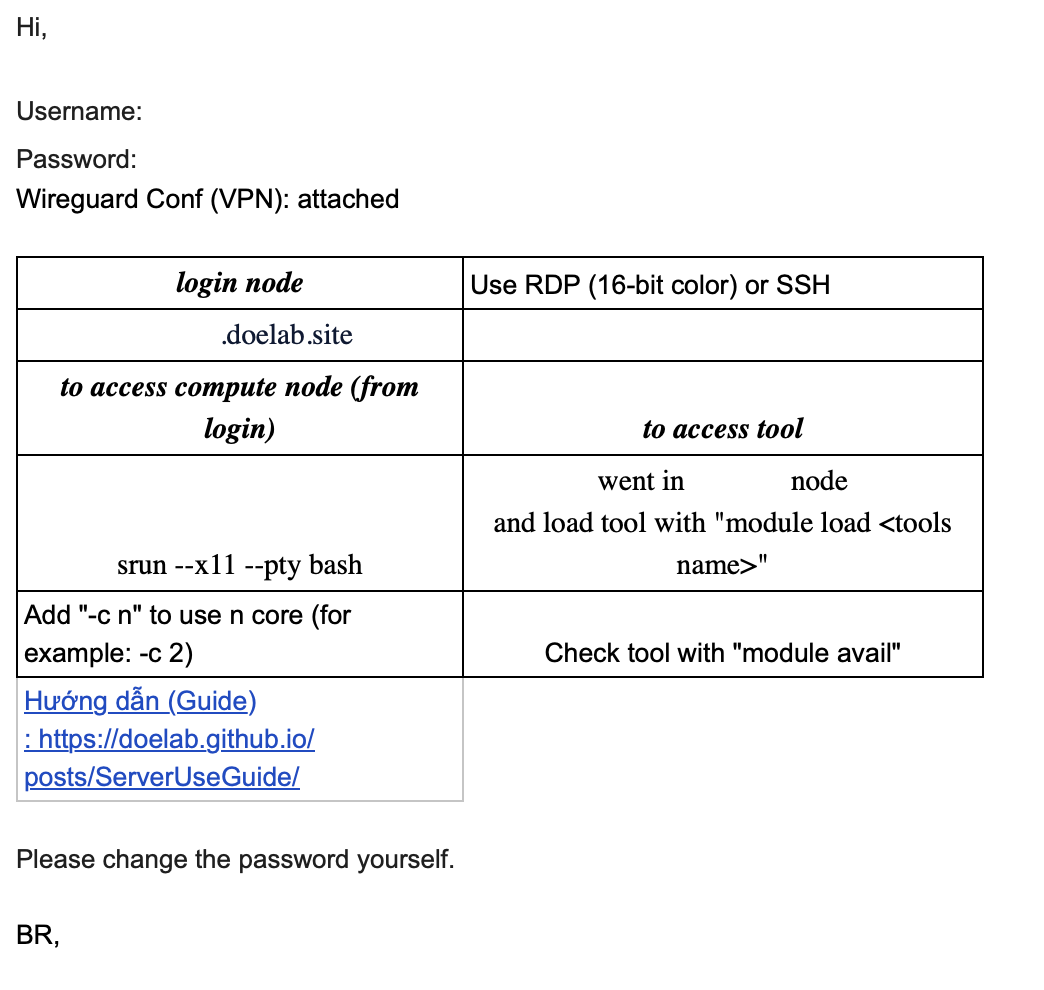 Hi,
Username:
Password:
Wireguard Conf (VPN): attached
login node
Use RDP (16-bit color) or SSH
.doelab.site
to access compute node (from
login)
to access tool
srun --x11 --pty bash
went in node
and load tool with "module load <tools
name>"
Add "-c n" to use n core (for
example: -c 2)
Check tool with "module avail"
Hướng dẫn (Guide)
: https://doelab.github.io/
posts/ServerUseGuide/
Please change the password yourself.
BR,